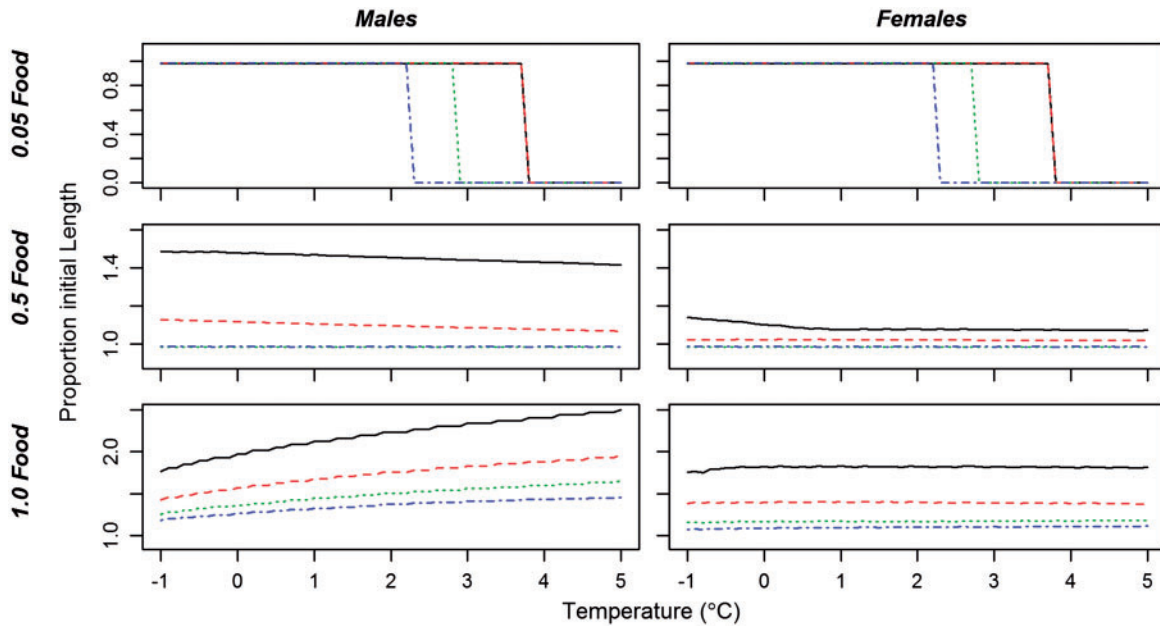 Males
Females
0.05 Food
0.5 Food
1.0 Food
Proportion initial Length
0.0 0.4 0.8
1.0 1.4
1.0 2.0
-1 0 1 2 3 4 5
-1 0 1 2 3 4 5
Temperature (°C)